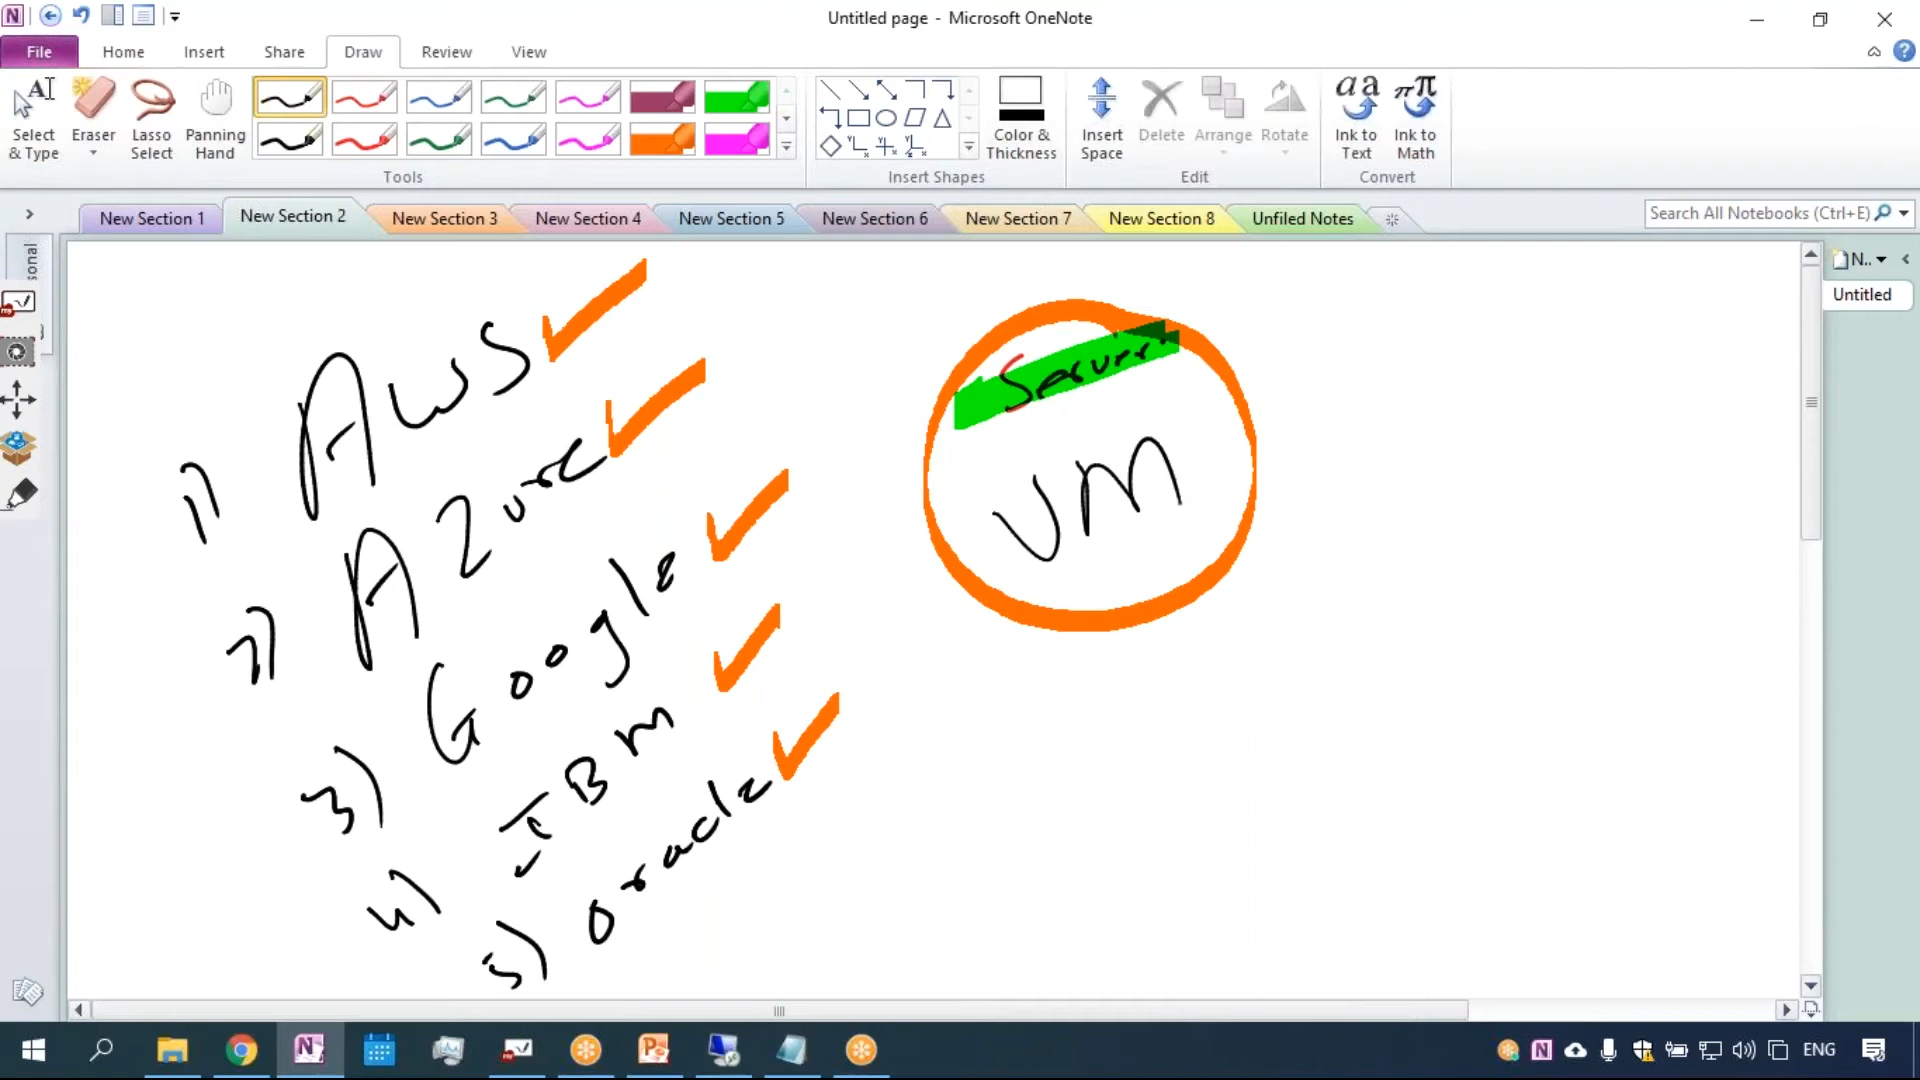 Untitled page - Microsoft OneNote
File Home Insert Share Draw Review View
Select & Type
Eraser
Lasso Select
Panning Hand
Color & Thickness
Insert Space
Delete
Arrange
Rotate
Ink to Text
Ink to Math
Tools
Insert Shapes
Edit
Convert
New Section 1
New Section 2
New Section 3
New Section 4
New Section 5
New Section 6
New Section 7
New Section 8
Unfiled Notes
Search All Notebooks (Ctrl+E)
N..
Untitled
sonal
1) AWS
2) Azure
3) Google
4) IBM
5) Oracle
VM
ENG